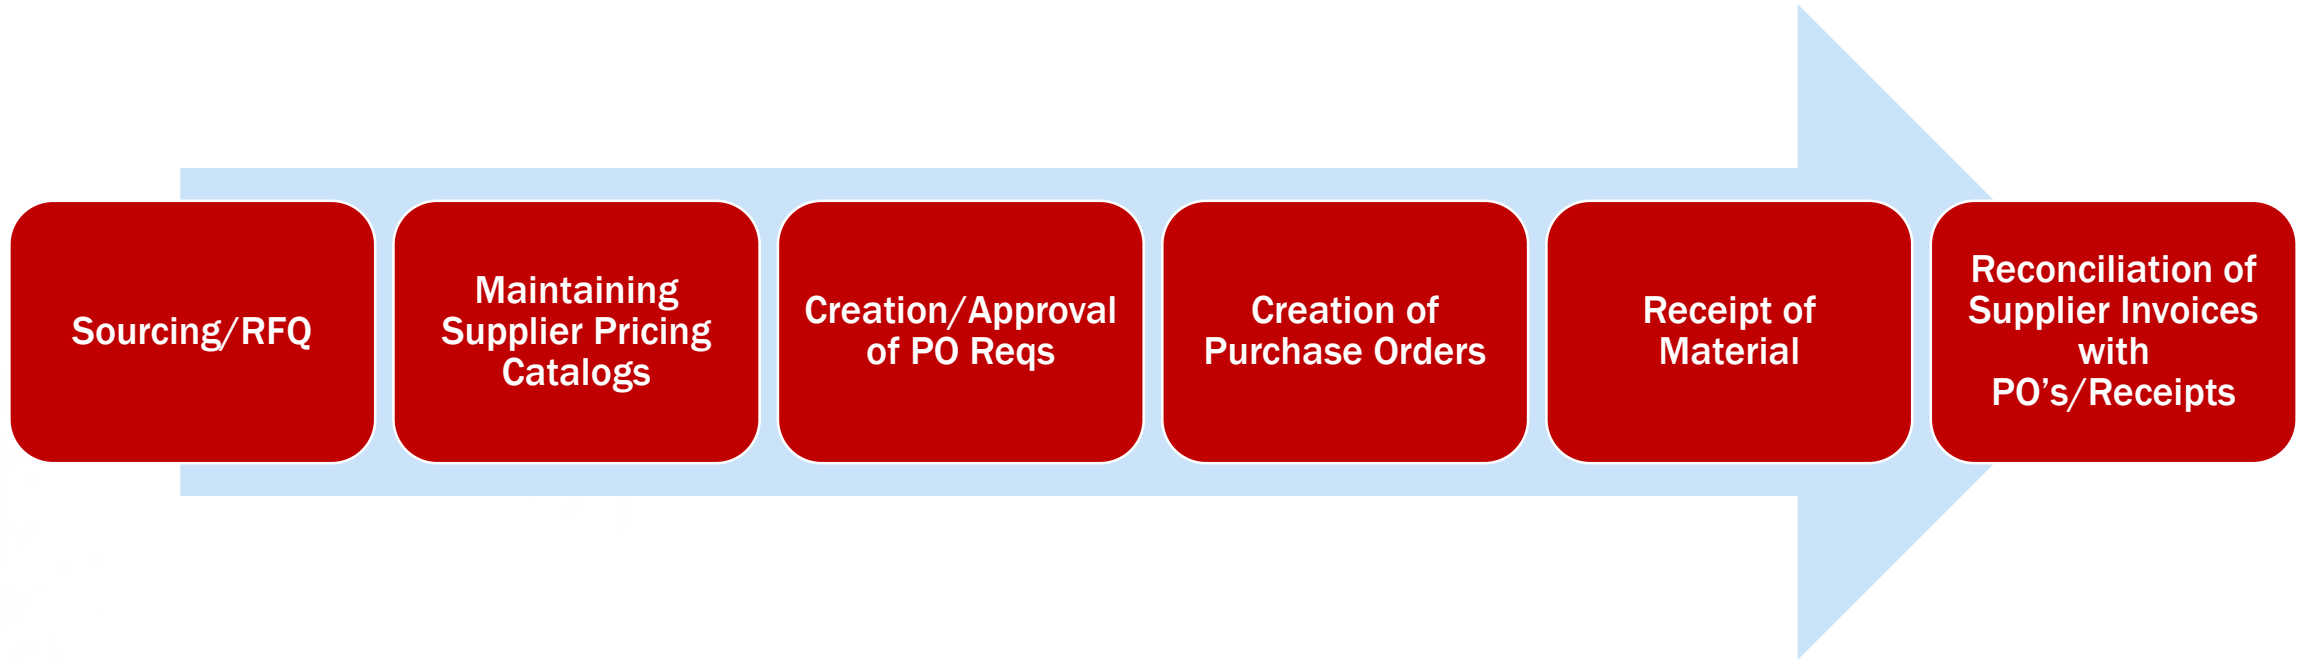 Sourcing/RFQ
Maintaining
Supplier Pricing
Catalogs
Creation/Approval
of PO Reqs
Creation of
Purchase Orders
Receipt of
Material
Reconciliation of
Supplier Invoices
with
PO’s/Receipts